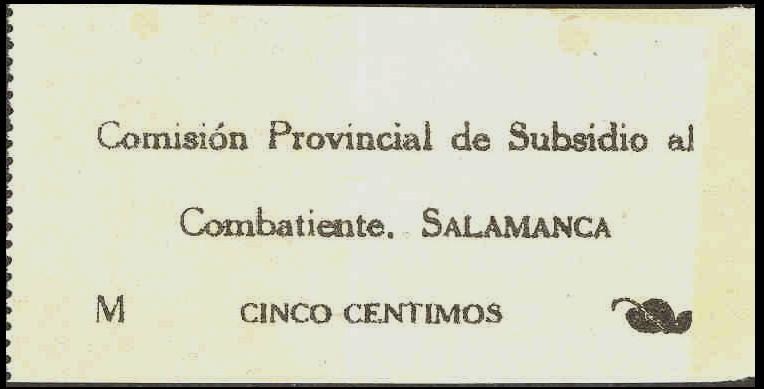 Comisión Provincial de Subsidio al
Combatiente. SALAMANCA
M CINCO CENTIMOS